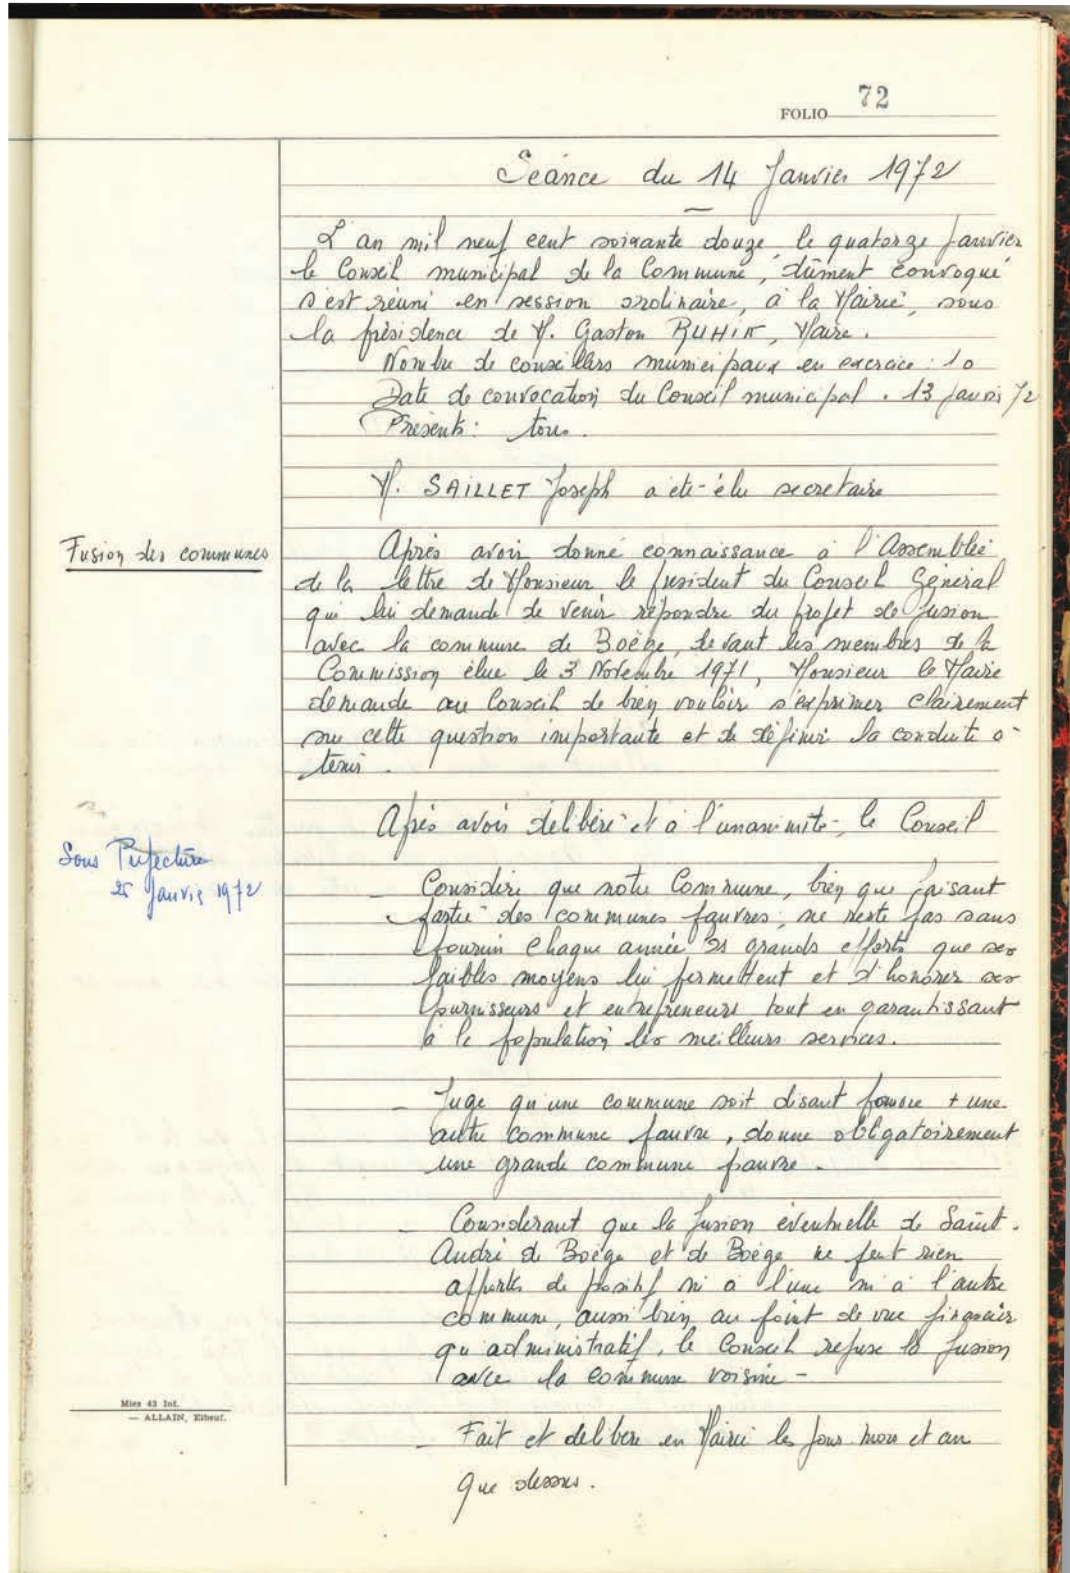 FOLIO 72
Séance du 14 Janvier 1972
L'an mil neuf cent soixante douze le quatorze Janvier
le Conseil municipal de la Commune, dûment convoqué
s'est réuni en session ordinaire, à la Mairie, sous
la présidence de M. Gaston RUHIN, Maire.
Nombre de conseillers municipaux en exercice : 10
Date de convocation du Conseil municipal . 13 janvier 72
Présents : tous.
M. SAILLET Joseph a été élu secretaire
Fusion des communes
Après avoir donné connaissance à l'Assemblée
de la lettre de Monsieur le président du Conseil Général
qui lui demande de venir répondre du projet de fusion
avec la commune de Boëge, devant les membres de la
Commission élue le 3 Novembre 1971, Monsieur le Maire
demande au Conseil de bien vouloir s'exprimer clairement
sur cette question importante et de définir la conduite à
tenir.
Après avoir délibéré et à l'unanimité, le Conseil
Sous Préfecture
25 Janvier 1972
_ Considère que notre Commune, bien que faisant
partie des communes pauvres, ne reste pas sans
fournir chaque année de grands efforts que ses
faibles moyens lui permettent et d'honorer ses
fournisseurs et entrepreneurs tout en garantissant
à la population les meilleurs services.
_ Juge qu'une commune soit disant pauvre + une
autre commune pauvre, donne obligatoirement
une grande commune pauvre.
_ Considerant que la fusion éventuelle de Saint.
André de Boëge et de Boëge ne peut rien
apporter de positif ni à l'une ni à l'autre
commune, aussi bien au point de vue financier
qu'administratif, le Conseil refuse la fusion
avec la commune voisine -
_ Fait et délibéré en Mairie les jour mois et an
que dessus.
Mies 43 Int.
— ALLAIN, Elbeuf.